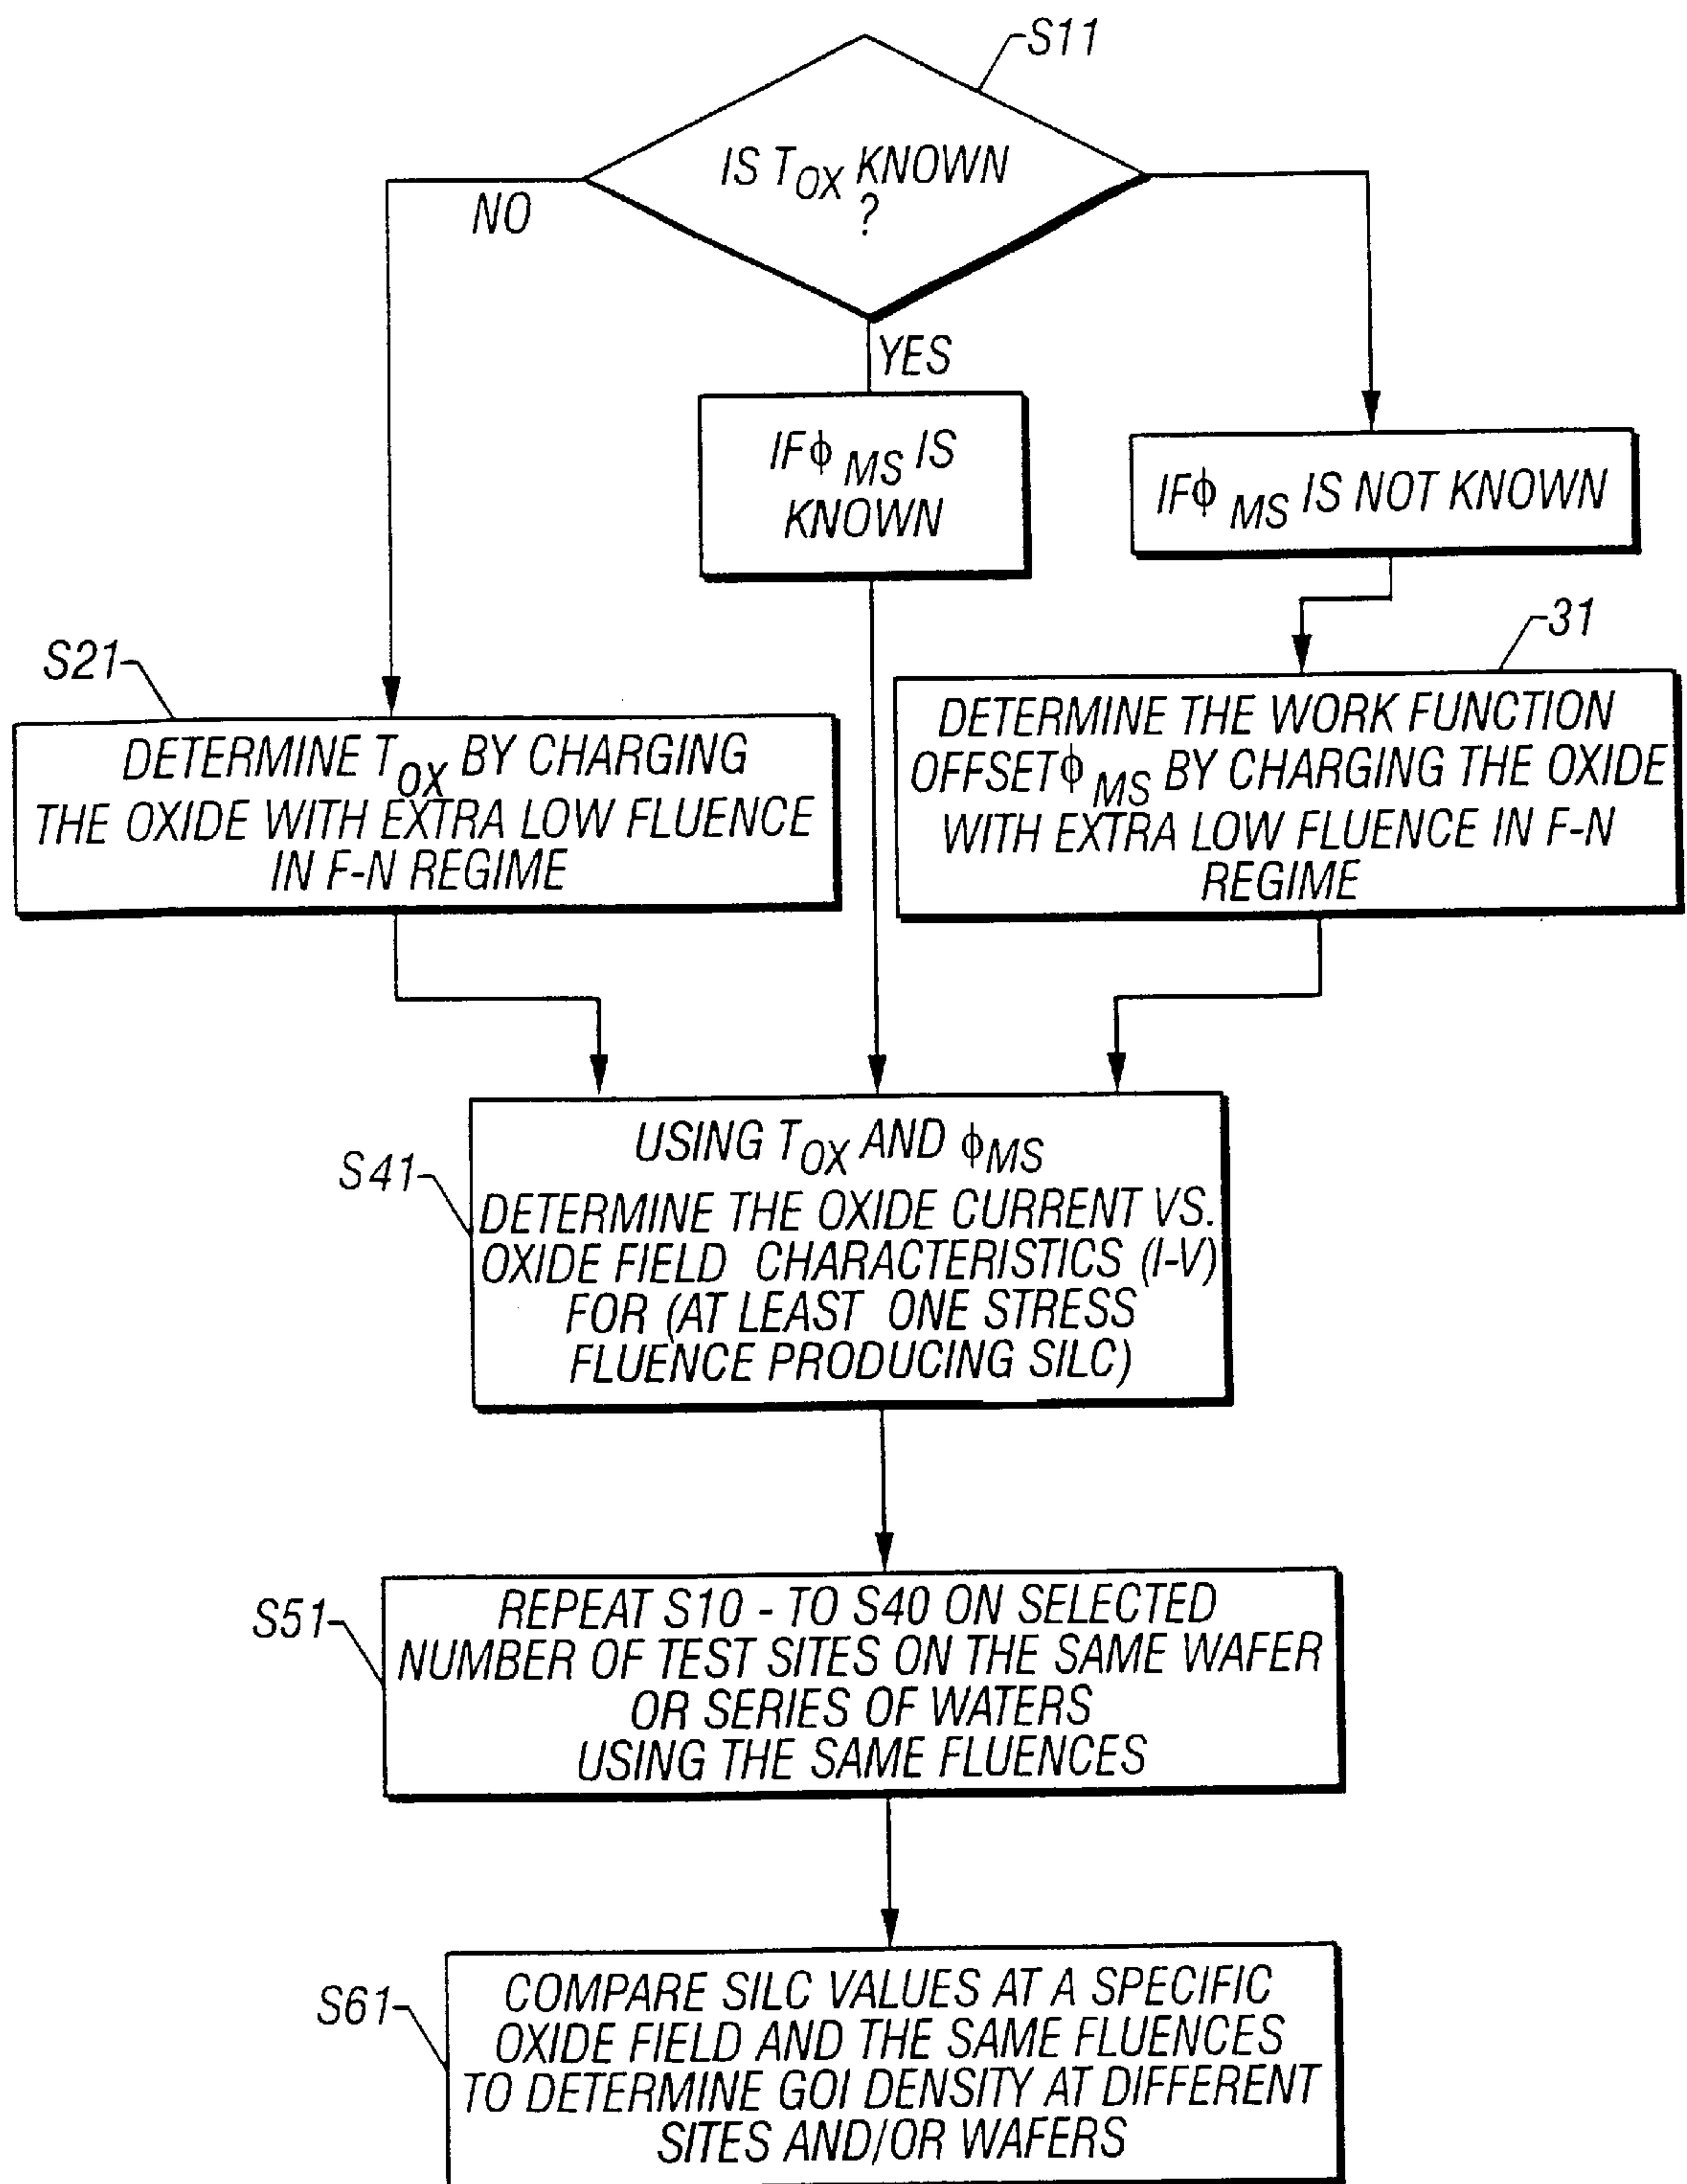 S11
IS TOX KNOWN
?
NO
YES
IF ϕ MS IS
KNOWN
IF ϕ MS IS NOT KNOWN
S21
DETERMINE TOX BY CHARGING
THE OXIDE WITH EXTRA LOW FLUENCE
IN F-N REGIME
31
DETERMINE THE WORK FUNCTION
OFFSET ϕ MS BY CHARGING THE OXIDE
WITH EXTRA LOW FLUENCE IN F-N
REGIME
S41
USING TOX AND ϕMS
DETERMINE THE OXIDE CURRENT VS.
OXIDE FIELD CHARACTERISTICS (I-V)
FOR (AT LEAST ONE STRESS
FLUENCE PRODUCING SILC)
S51
REPEAT S10 - TO S40 ON SELECTED
NUMBER OF TEST SITES ON THE SAME WAFER
OR SERIES OF WATERS
USING THE SAME FLUENCES
S61
COMPARE SILC VALUES AT A SPECIFIC
OXIDE FIELD AND THE SAME FLUENCES
TO DETERMINE GOI DENSITY AT DIFFERENT
SITES AND/OR WAFERS